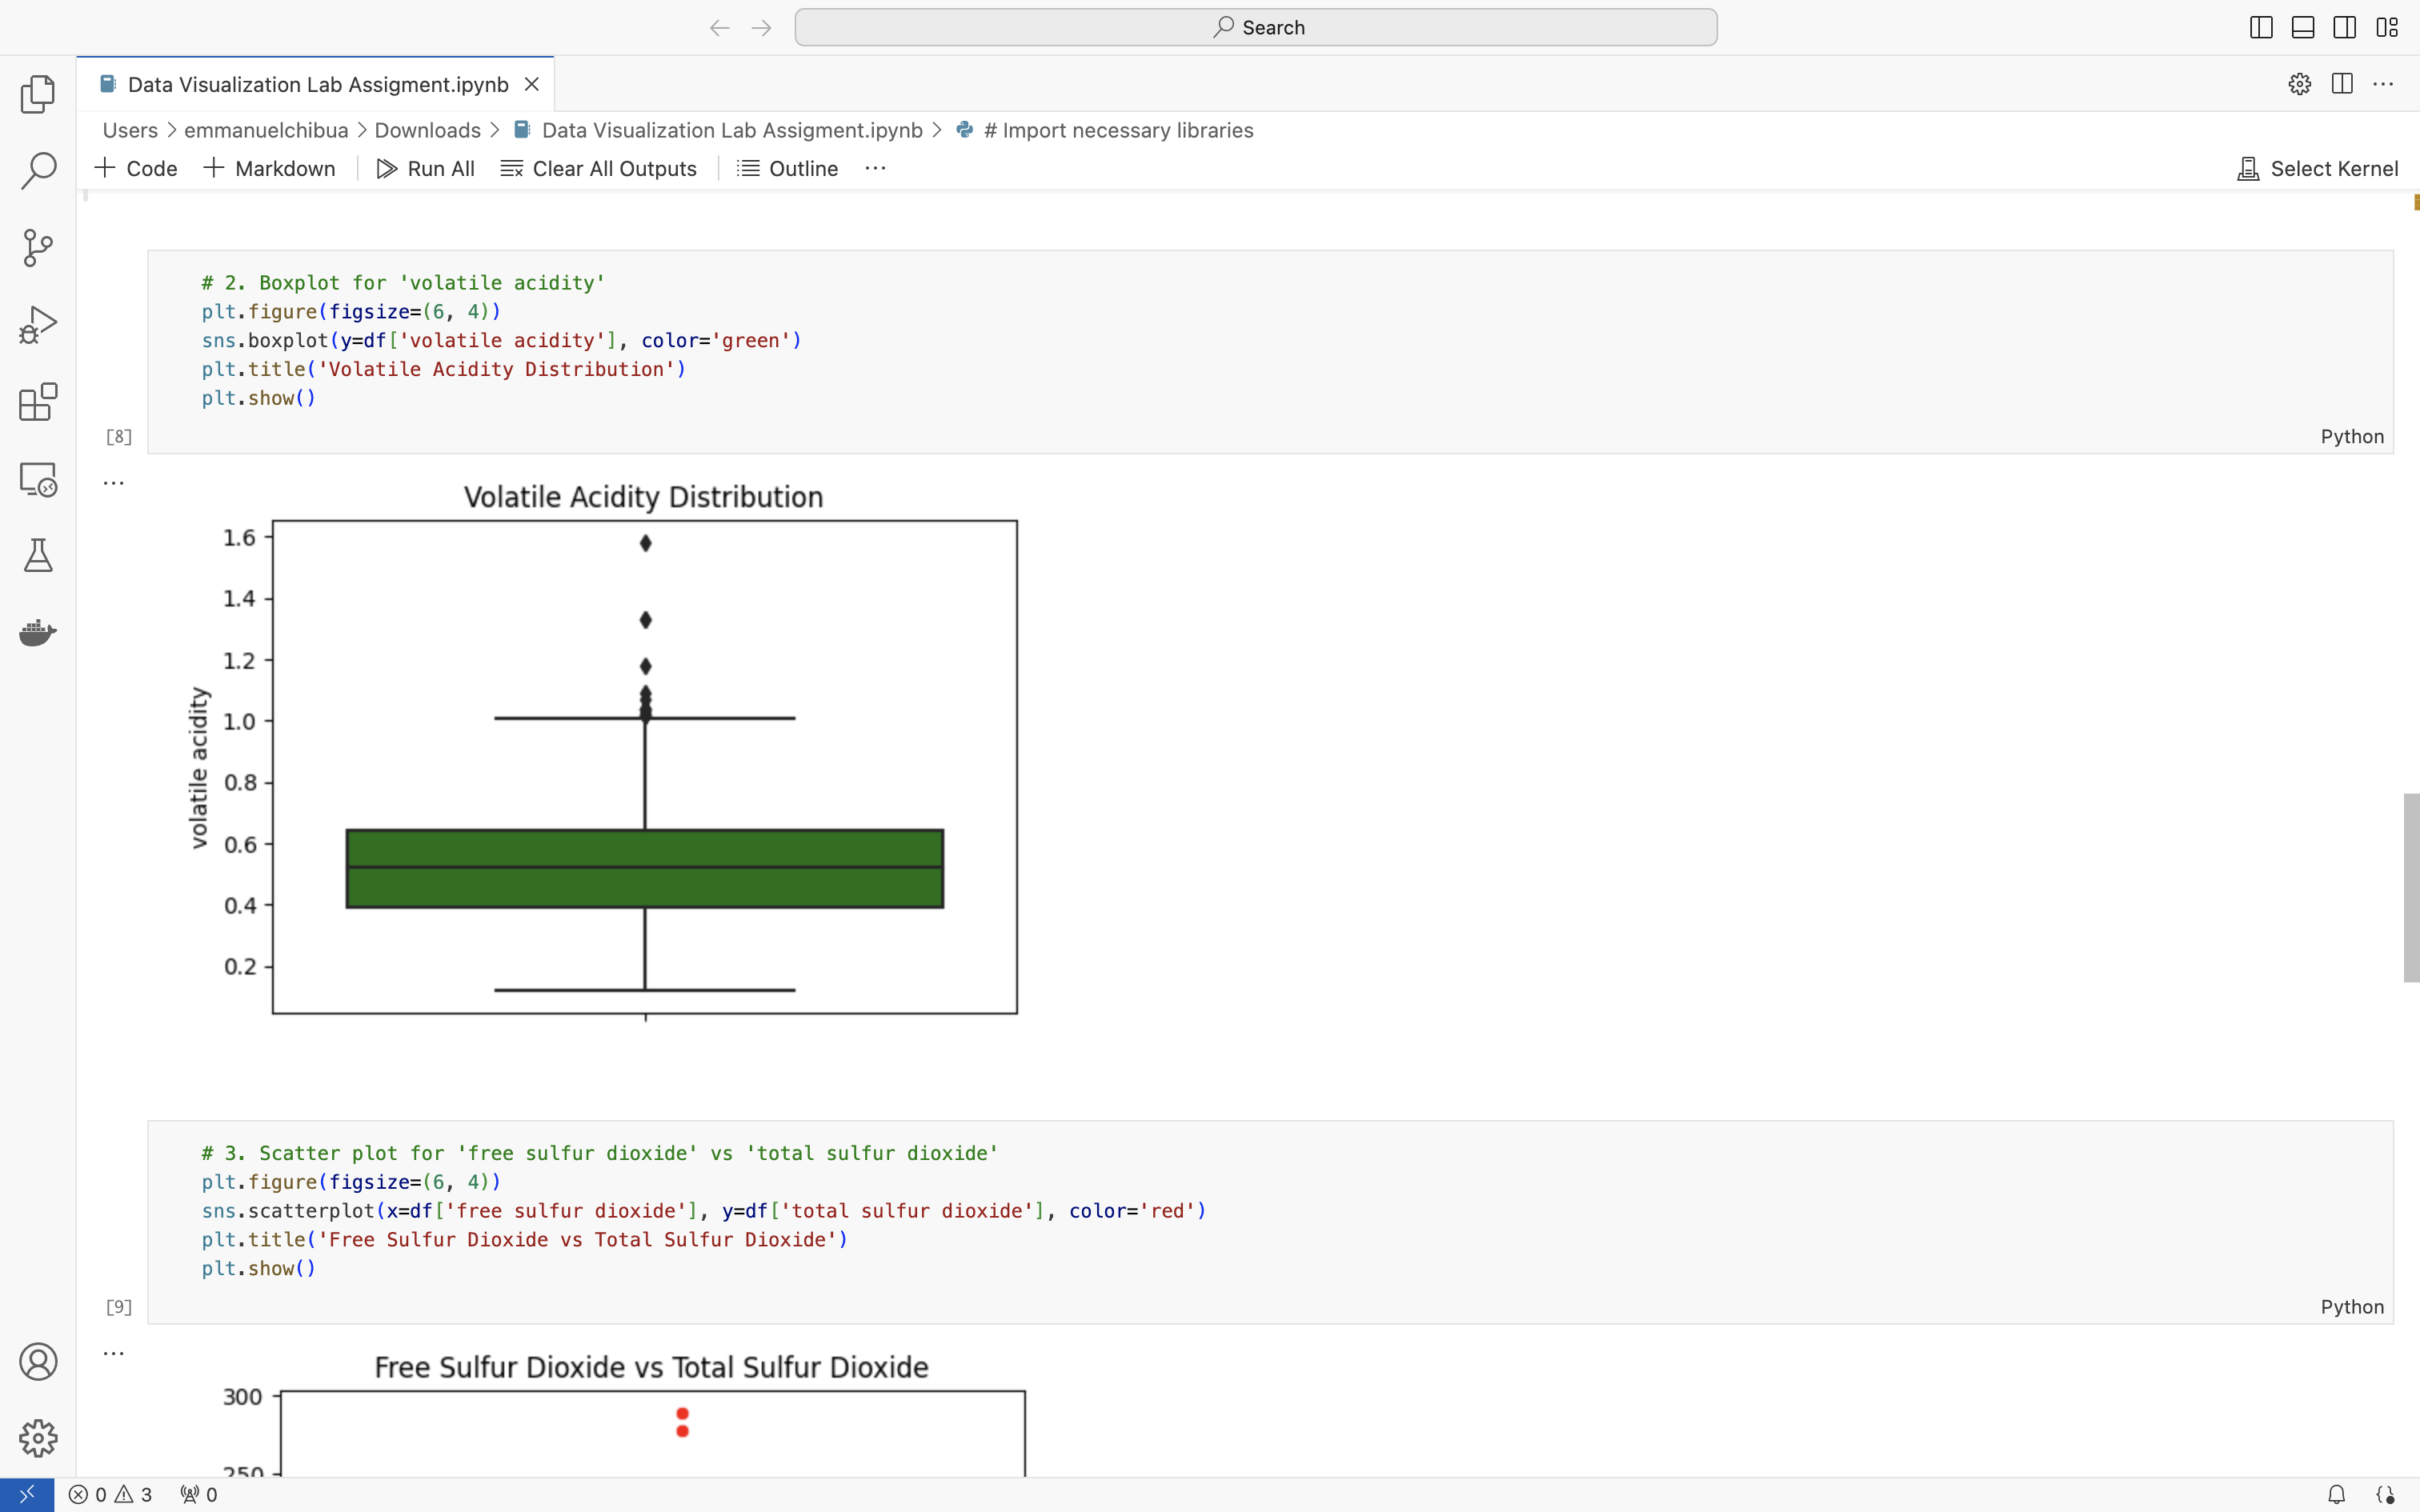 Search
Data Visualization Lab Assigment.ipynb
Users > emmanuelchibua > Downloads > Data Visualization Lab Assigment.ipynb > # Import necessary libraries
+ Code + Markdown Run All Clear All Outputs Outline ... Select Kernel
# 2. Boxplot for 'volatile acidity'
plt.figure(figsize=(6, 4))
sns.boxplot(y=df['volatile acidity'], color='green')
plt.title('Volatile Acidity Distribution')
plt.show()
[8] Python
...
Volatile Acidity Distribution
1.6
1.4
1.2
1.0
0.8
0.6
0.4
0.2
volatile acidity
# 3. Scatter plot for 'free sulfur dioxide' vs 'total sulfur dioxide'
plt.figure(figsize=(6, 4))
sns.scatterplot(x=df['free sulfur dioxide'], y=df['total sulfur dioxide'], color='red')
plt.title('Free Sulfur Dioxide vs Total Sulfur Dioxide')
plt.show()
[9] Python
...
Free Sulfur Dioxide vs Total Sulfur Dioxide
300
250
0 3 0